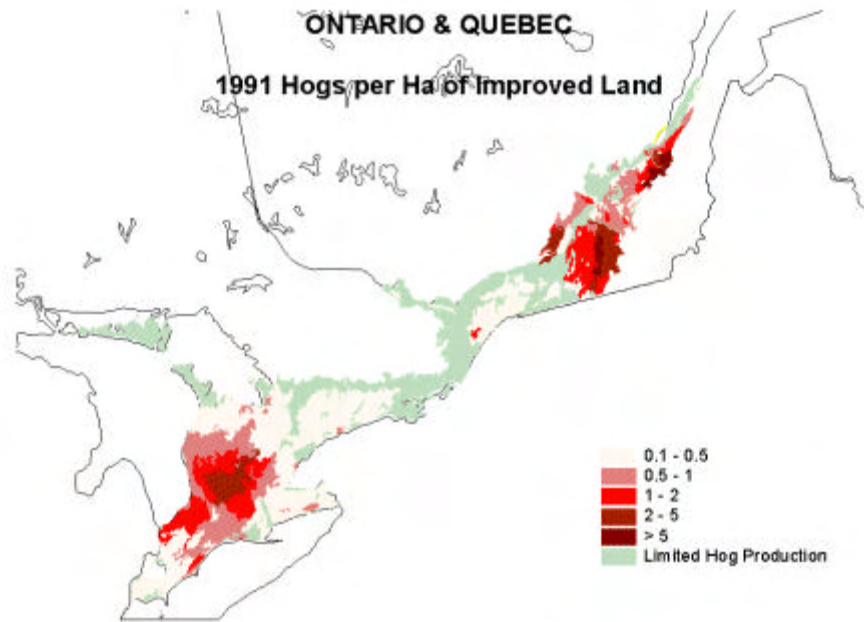 ONTARIO & QUEBEC
1991 Hogs per Ha of Improved Land
0.1 - 0.5
0.5 - 1
1 - 2
2 - 5
> 5
Limited Hog Production